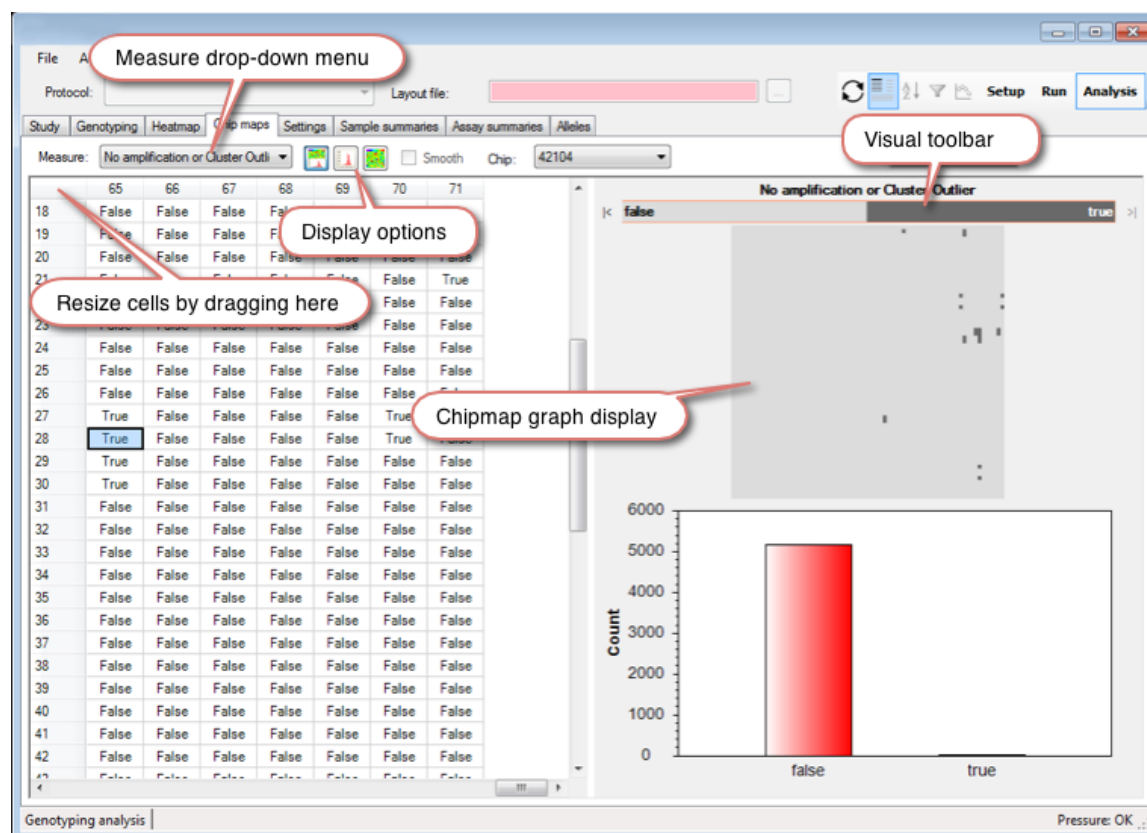 Measure drop-down menu
File
Protocol:
Layout file:
...
Setup Run Analysis
Study Genotyping Heatmap Chip maps Settings Sample summaries Assay summaries Alleles
Visual toolbar
Measure: No amplification or Cluster Outli
Smooth Chip: 42104
65 66 67 68 69 70 71
No amplification or Cluster Outlier
|< false true >|
18 False False False False False False
19 False False False
Display options
20 False False False False False False False
21 False True
Resize cells by dragging here
False False
23 False False
24 False False False False False False False
25 False False False False False False False
26 False False False False False False
27 True False False False False True
Chipmap graph display
28 True False False False False True
29 True False False False False False False
30 True False False False False False False
31 False False False False False False False
32 False False False False False False False
33 False False False False False False False
34 False False False False False False False
35 False False False False False False False
36 False False False False False False False
37 False False False False False False False
38 False False False False False False False
39 False False False False False False False
40 False False False False False False False
41 False False False False False False False
42 False False False False False False False
6000
5000
4000
3000
2000
1000
0
Count
false true
Genotyping analysis
Pressure: OK